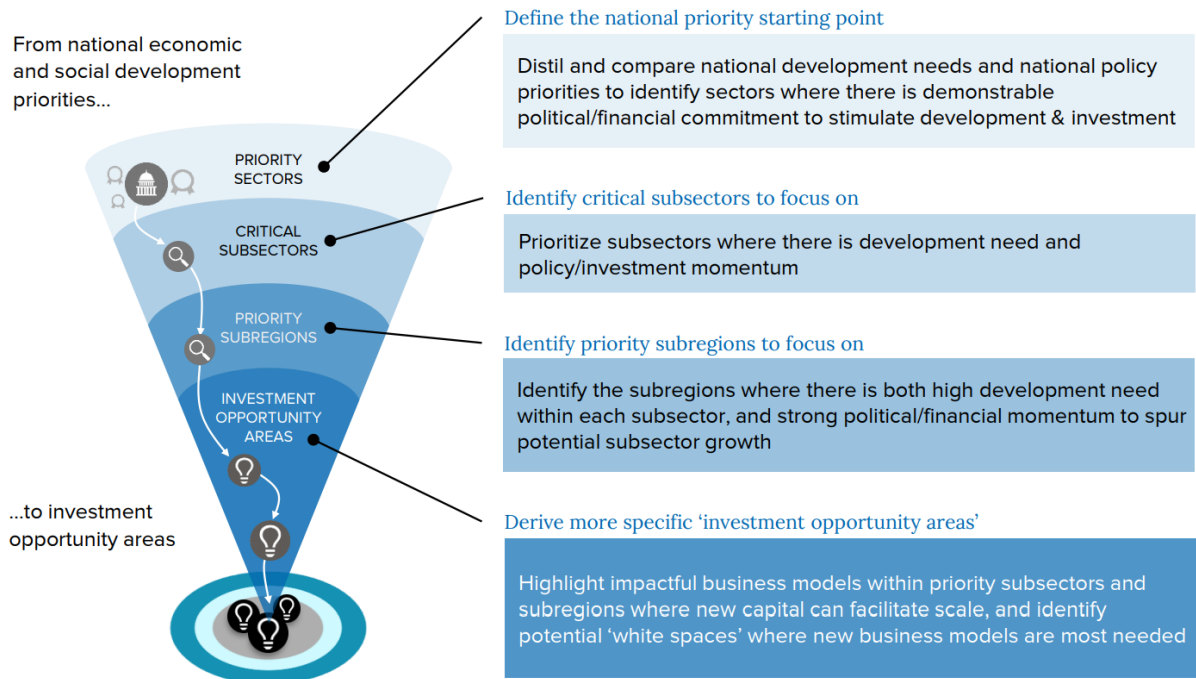 From national economic
and social development
priorities...
PRIORITY
SECTORS
CRITICAL
SUBSECTORS
PRIORITY
SUBREGIONS
INVESTMENT
OPPORTUNITY
AREAS
...to investment
opportunity areas
Define the national priority starting point
Distil and compare national development needs and national policy
priorities to identify sectors where there is demonstrable
political/financial commitment to stimulate development & investment
Identify critical subsectors to focus on
Prioritize subsectors where there is development need and
policy/investment momentum
Identify priority subregions to focus on
Identify the subregions where there is both high development need
within each subsector, and strong political/financial momentum to spur
potential subsector growth
Derive more specific ‘investment opportunity areas’
Highlight impactful business models within priority subsectors and
subregions where new capital can facilitate scale, and identify
potential ‘white spaces’ where new business models are most needed